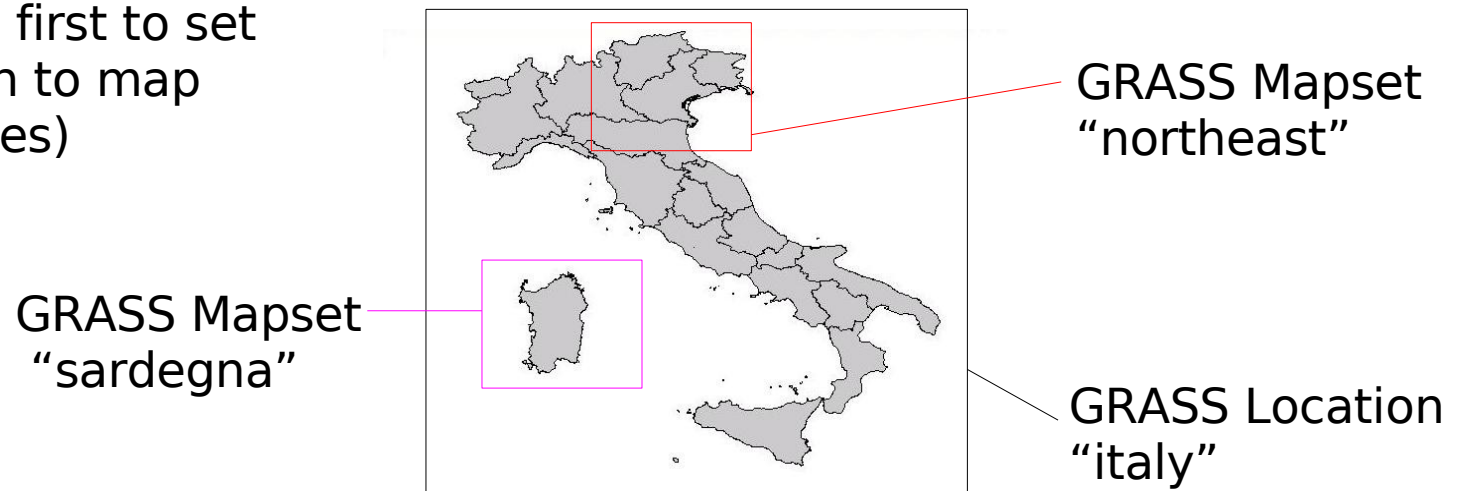 first to set
to map
es)
GRASS Mapset
“northeast”
GRASS Mapset
“sardegna”
GRASS Location
“italy”